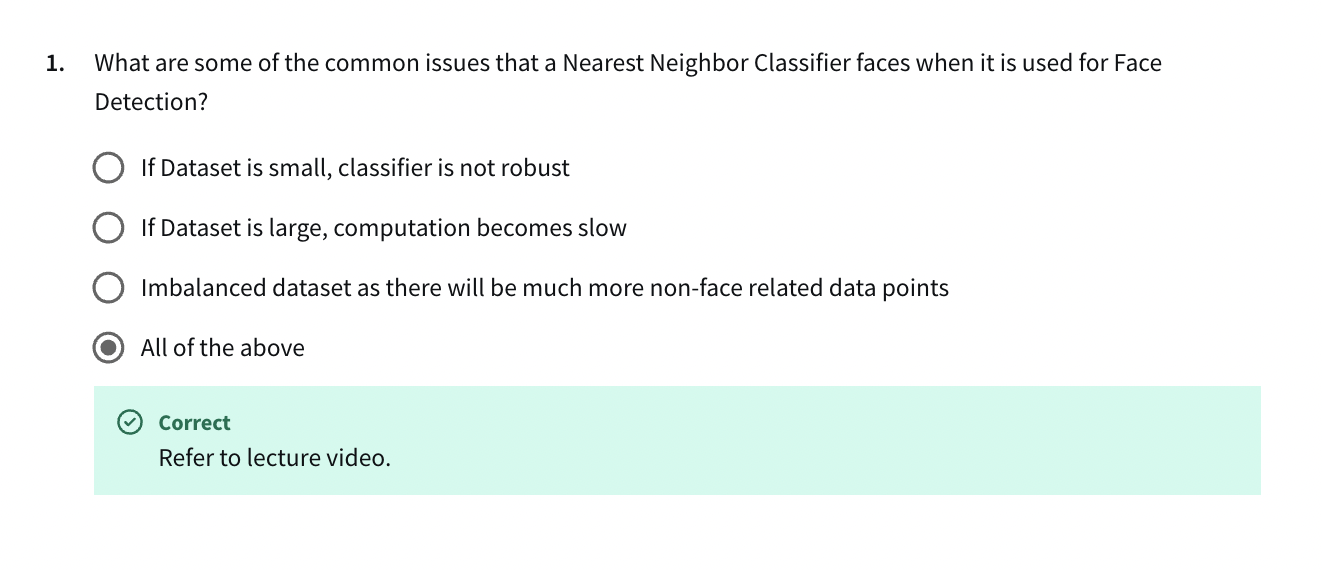 1. What are some of the common issues that a Nearest Neighbor Classifier faces when it is used for Face
Detection?
If Dataset is small, classifier is not robust
If Dataset is large, computation becomes slow
Imbalanced dataset as there will be much more non-face related data points
All of the above
Correct
Refer to lecture video.